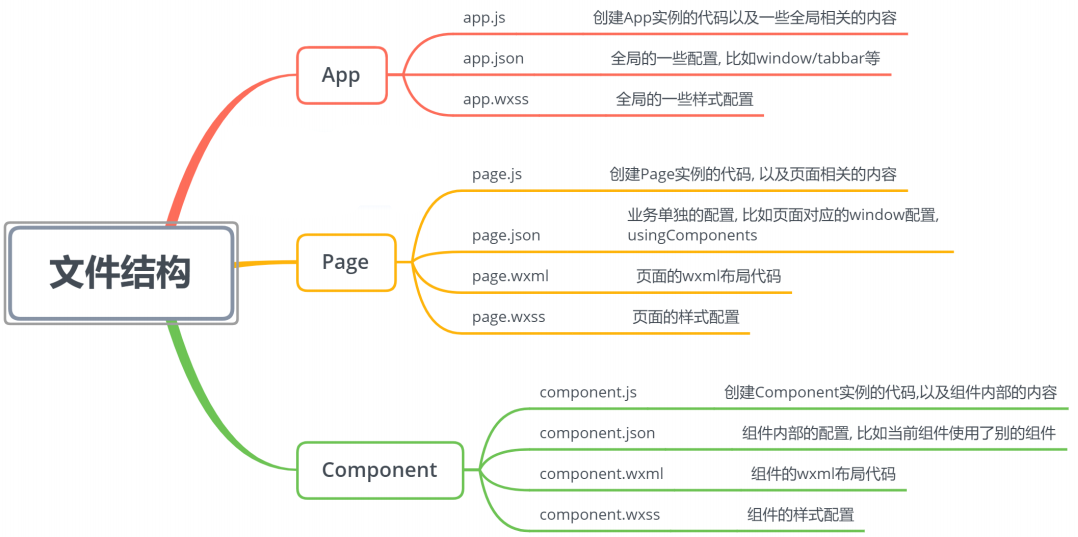 文件结构
App
app.js 创建App实例的代码以及一些全局相关的内容
app.json 全局的一些配置, 比如window/tabbar等
app.wxss 全局的一些样式配置
Page
page.js 创建Page实例的代码, 以及页面相关的内容
page.json 业务单独的配置, 比如页面对应的window配置,
usingComponents
page.wxml 页面的wxml布局代码
page.wxss 页面的样式配置
Component
component.js 创建Component实例的代码,以及组件内部的内容
component.json 组件内部的配置, 比如当前组件使用了别的组件
component.wxml 组件的wxml布局代码
component.wxss 组件的样式配置